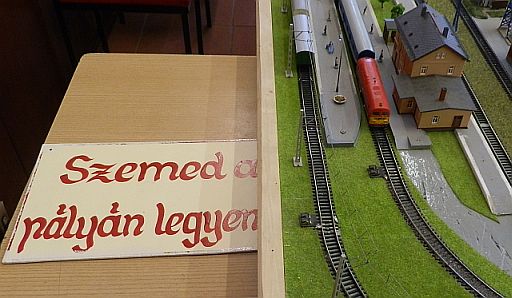 Szemed a
pályán legyen